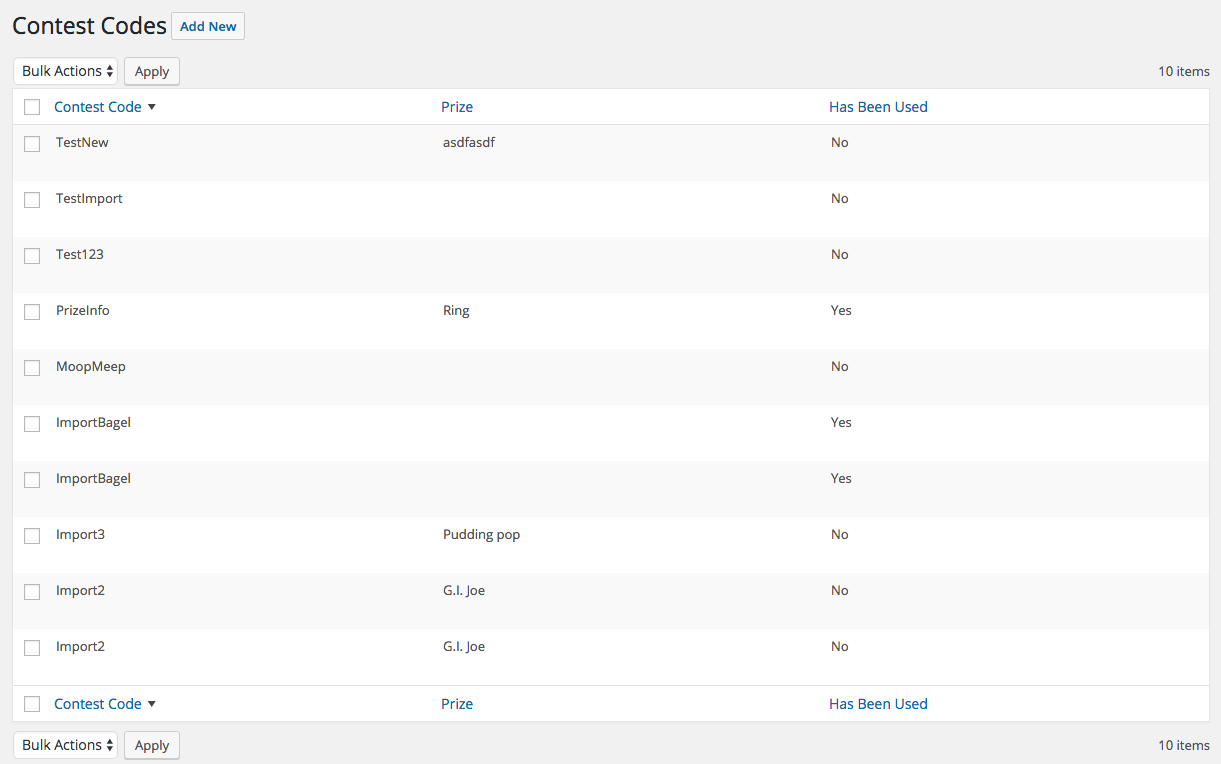 Contest Codes Add New
Bulk Actions Apply 10 items
Contest Code Prize Has Been Used
TestNew asdfasdf No
TestImport No
Test123 No
PrizeInfo Ring Yes
MoopMeep No
ImportBagel Yes
ImportBagel Yes
Import3 Pudding pop No
Import2 G.I. Joe No
Import2 G.I. Joe No
Contest Code Prize Has Been Used
Bulk Actions Apply 10 items